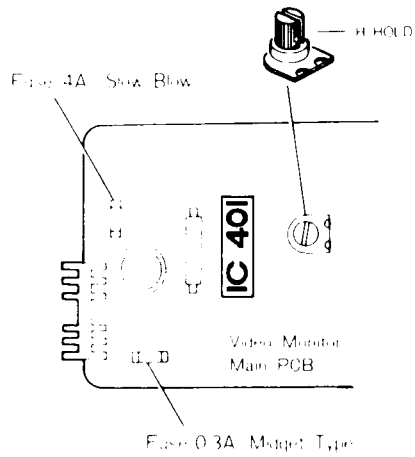 H HOLD
Fuse 4A Slow Blow
IC 401
Video Monitor
Main PCB
Fuse 0.3A Midget Type